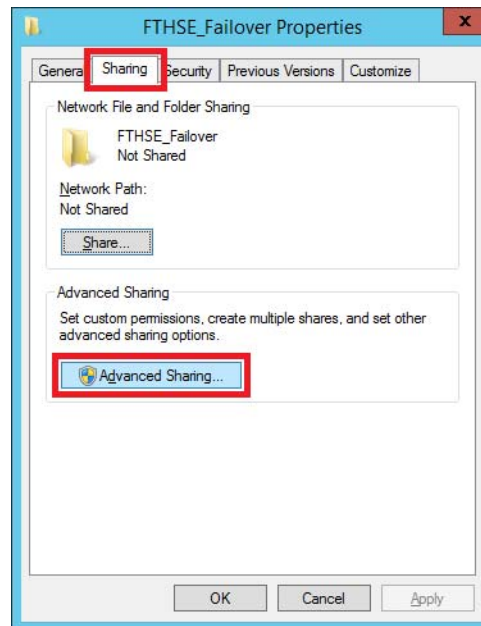 FTHSE_Failover Properties
x
General Sharing Security Previous Versions Customize
Network File and Folder Sharing
FTHSE_Failover
Not Shared
Network Path:
Not Shared
Share...
Advanced Sharing
Set custom permissions, create multiple shares, and set other
advanced sharing options.
Advanced Sharing...
OK Cancel Apply